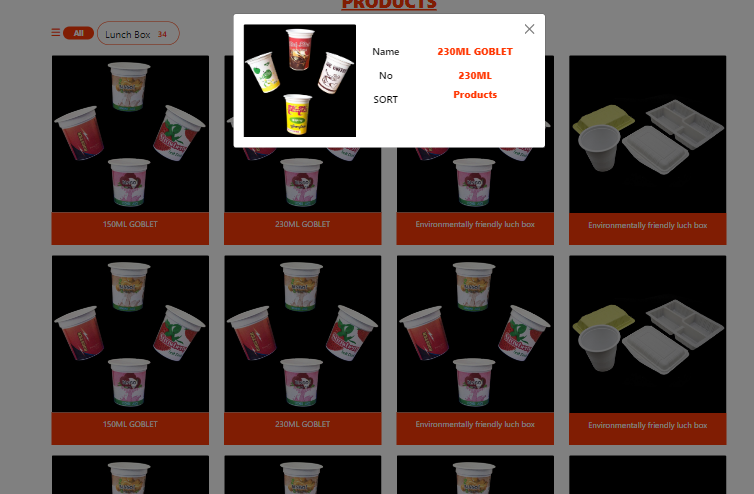 PRODUCTS
All
Lunch Box 34
Name 230ML GOBLET
No 230ML
SORT Products
150ML GOBLET
230ML GOBLET
Environmentally friendly luch box
Environmentally friendly luch box
150ML GOBLET
230ML GOBLET
Environmentally friendly luch box
Environmentally friendly luch box